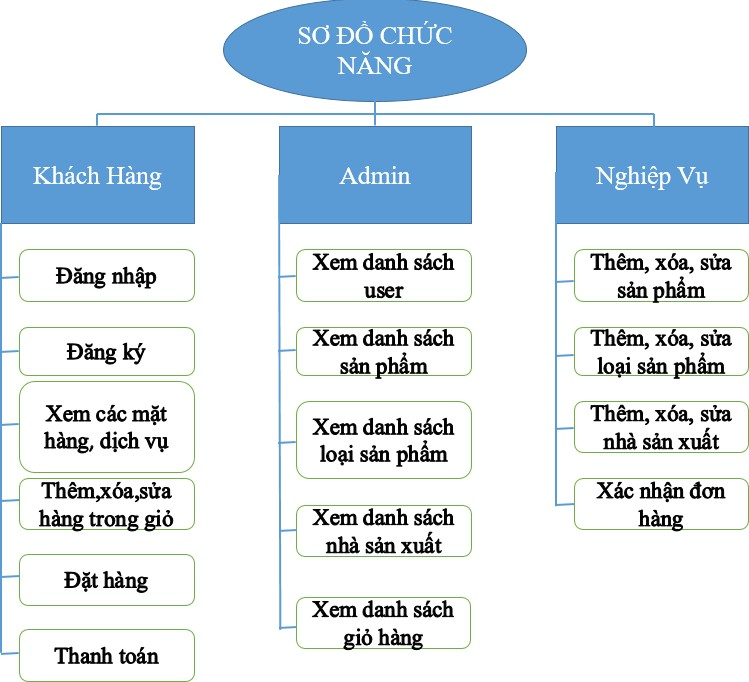 SƠ ĐỒ CHỨC
NĂNG
Khách Hàng
Đăng nhập
Đăng ký
Xem các mặt
hàng, dịch vụ
Thêm,xóa,sửa
hàng trong giỏ
Đặt hàng
Thanh toán
Admin
Xem danh sách
user
Xem danh sách
sản phẩm
Xem danh sách
loại sản phẩm
Xem danh sách
nhà sản xuất
Xem danh sách
giỏ hàng
Nghiệp Vụ
Thêm, xóa, sửa
sản phẩm
Thêm, xóa, sửa
loại sản phẩm
Thêm, xóa, sửa
nhà sản xuất
Xác nhận đơn
hàng